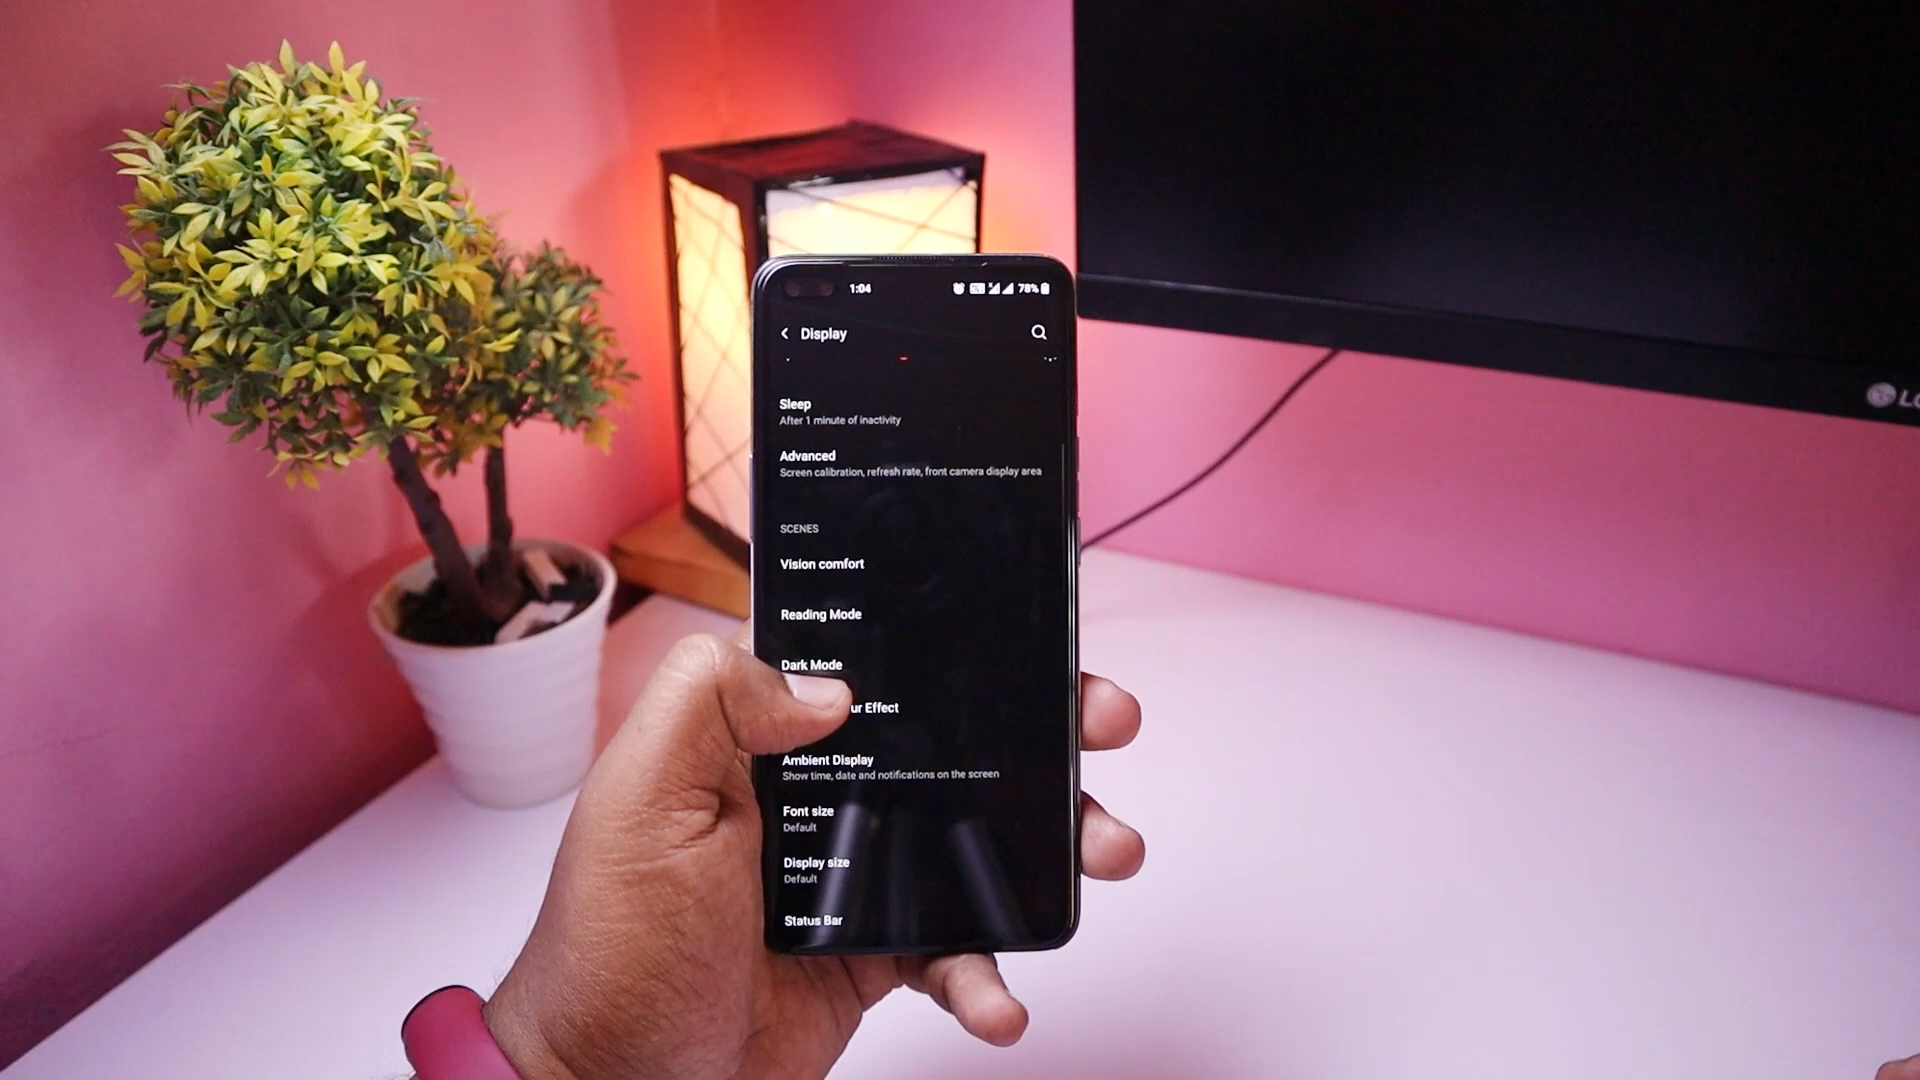 1:04
78%
Display
Sleep
After 1 minute of inactivity
Advanced
Screen calibration, refresh rate, front camera display area
SCENES
Vision comfort
Reading Mode
Dark Mode
Effect
Ambient Display
Show time, date and notifications on the screen
Font size
Default
Display size
Default
Status Bar